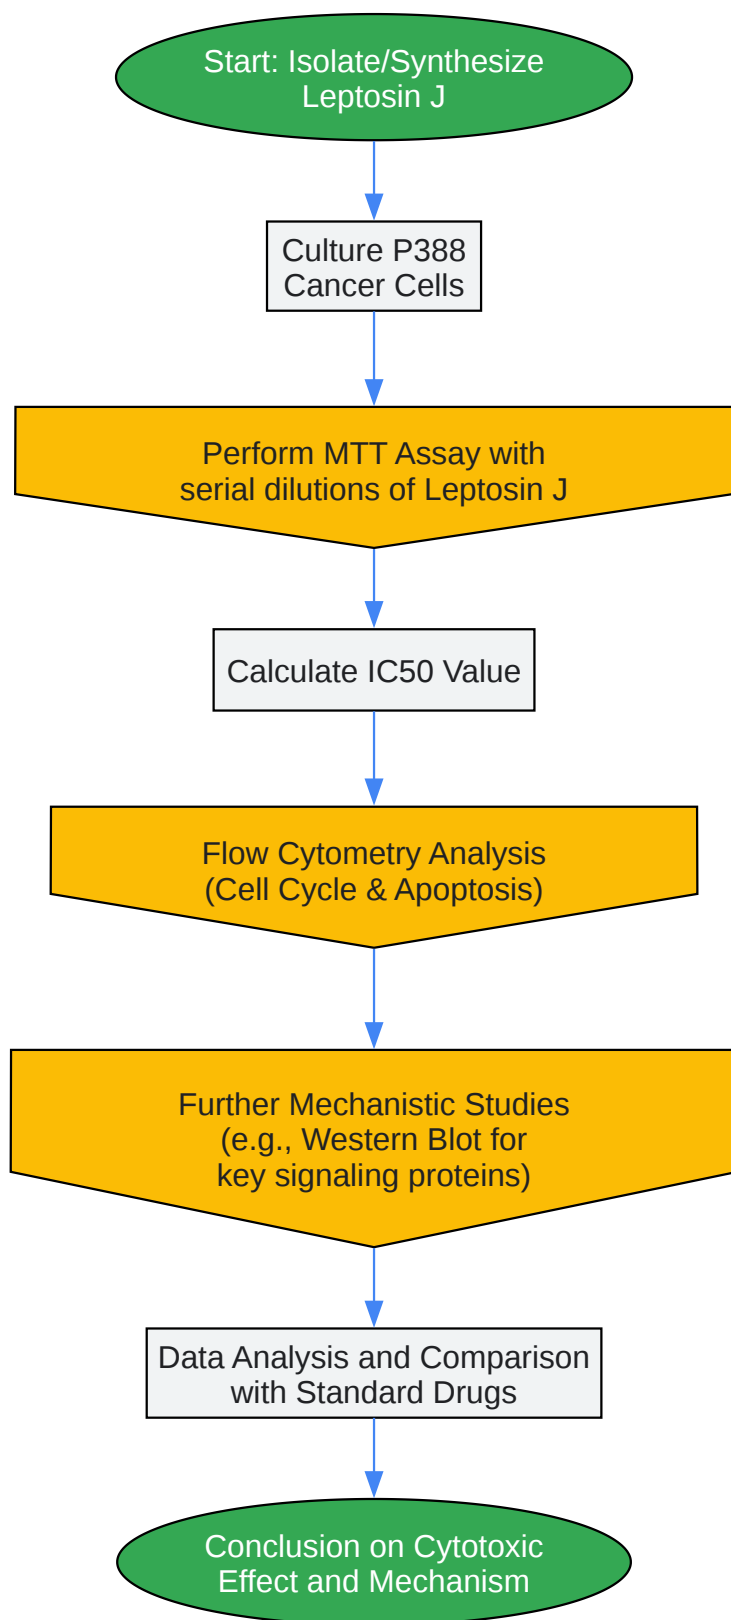 Start: Isolate/Synthesize
Leptosin J
Culture P388
Cancer Cells
Perform MTT Assay with
serial dilutions of Leptosin J
Calculate IC50 Value
Flow Cytometry Analysis
(Cell Cycle & Apoptosis)
Further Mechanistic Studies
(e.g., Western Blot for
key signaling proteins)
Data Analysis and Comparison
with Standard Drugs
Conclusion on Cytotoxic
Effect and Mechanism